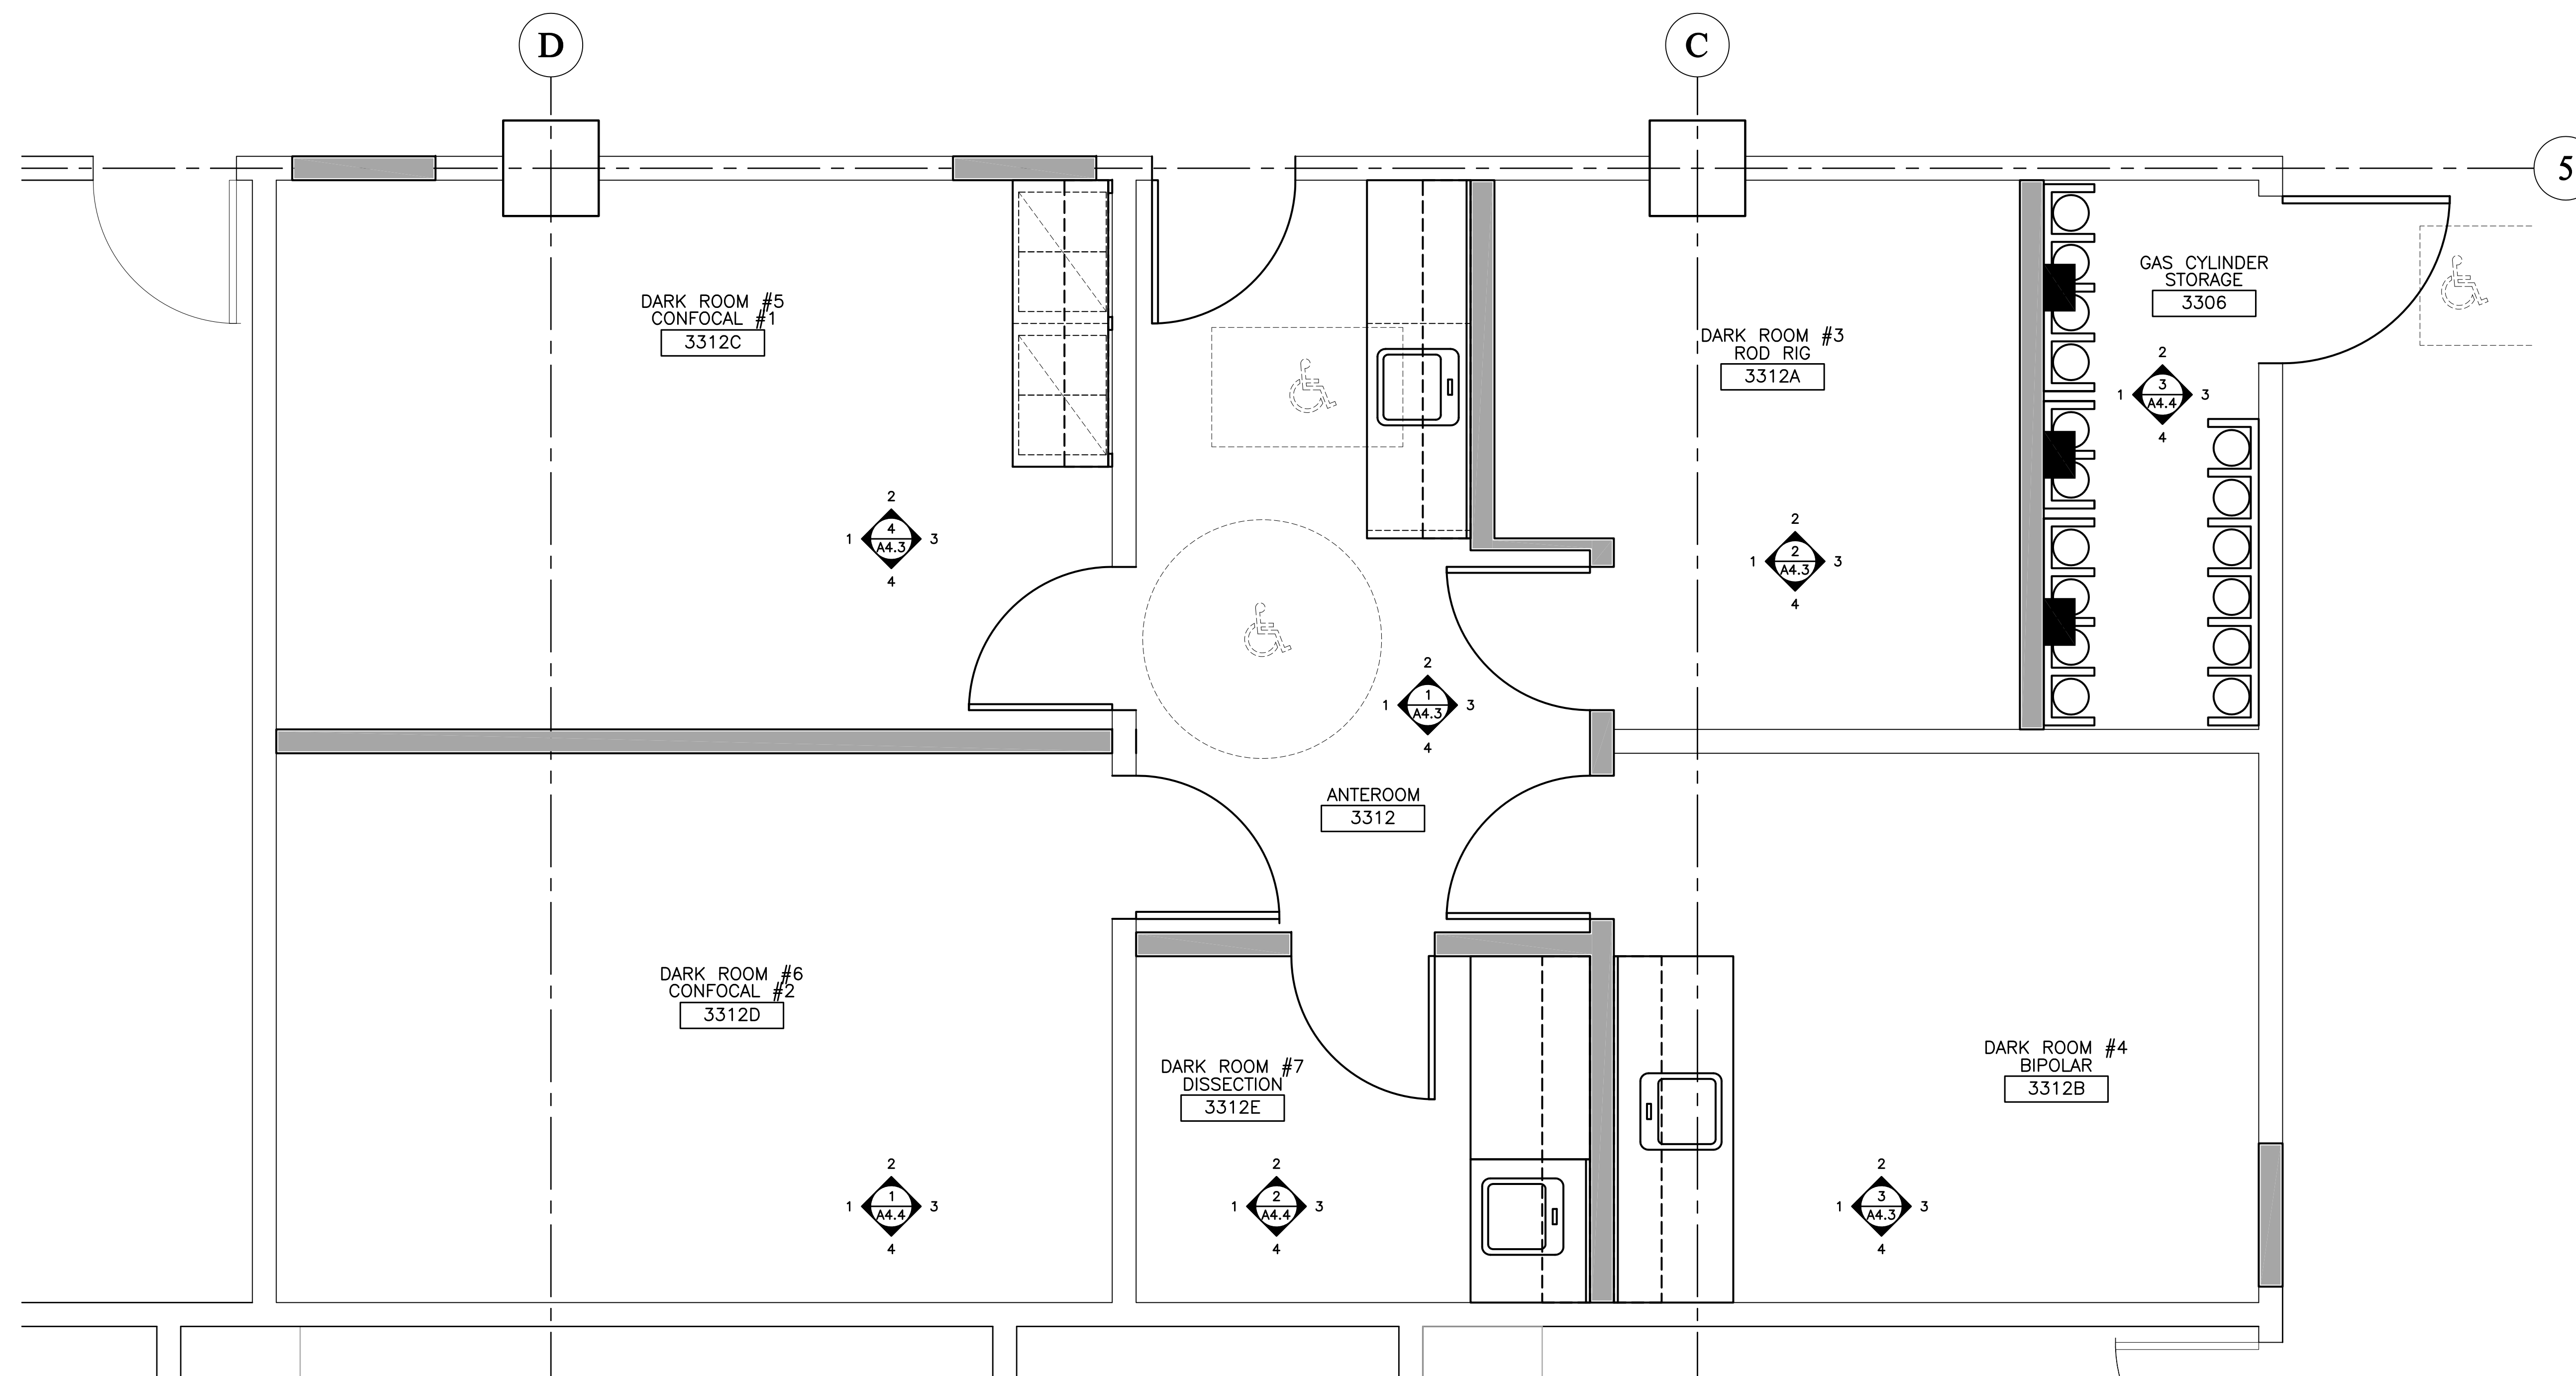 D
C
5
DARK ROOM #5
CONFOCAL #1
3312C
DARK ROOM #3
ROD RIG
3312A
GAS CYLINDER
STORAGE
3306
2
1 3 3
A4.4
4
2
1 4 3
A4.3
4
2
1 2 3
A4.3
4
2
1 1 3
A4.3
4
ANTEROOM
3312
DARK ROOM #6
CONFOCAL #2
3312D
DARK ROOM #7
DISSECTION
3312E
DARK ROOM #4
BIPOLAR
3312B
2
1 1 3
A4.4
4
2
1 2 3
A4.4
4
2
1 3 3
A4.3
4